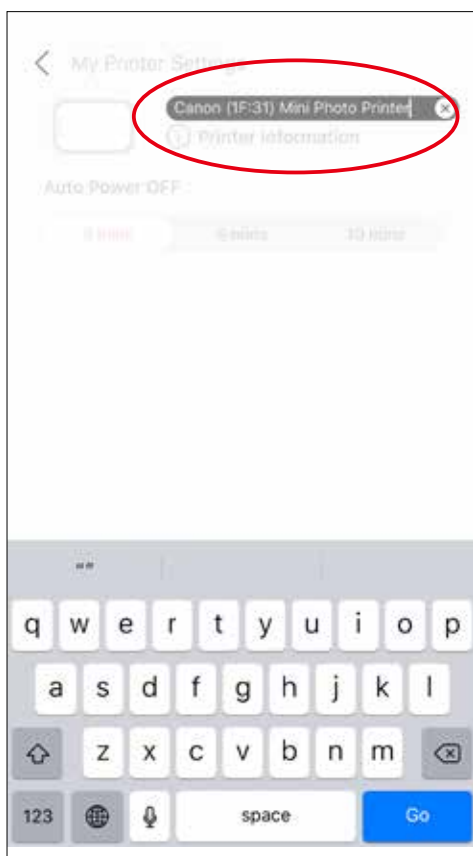 My Printer Settings
Canon (1F:31) Mini Photo Printer
Printer Information
Auto Power OFF :
3 mins 5 mins 10 mins
“”
q w e r t y u i o p
a s d f g h j k l
z x c v b n m
123 space Go